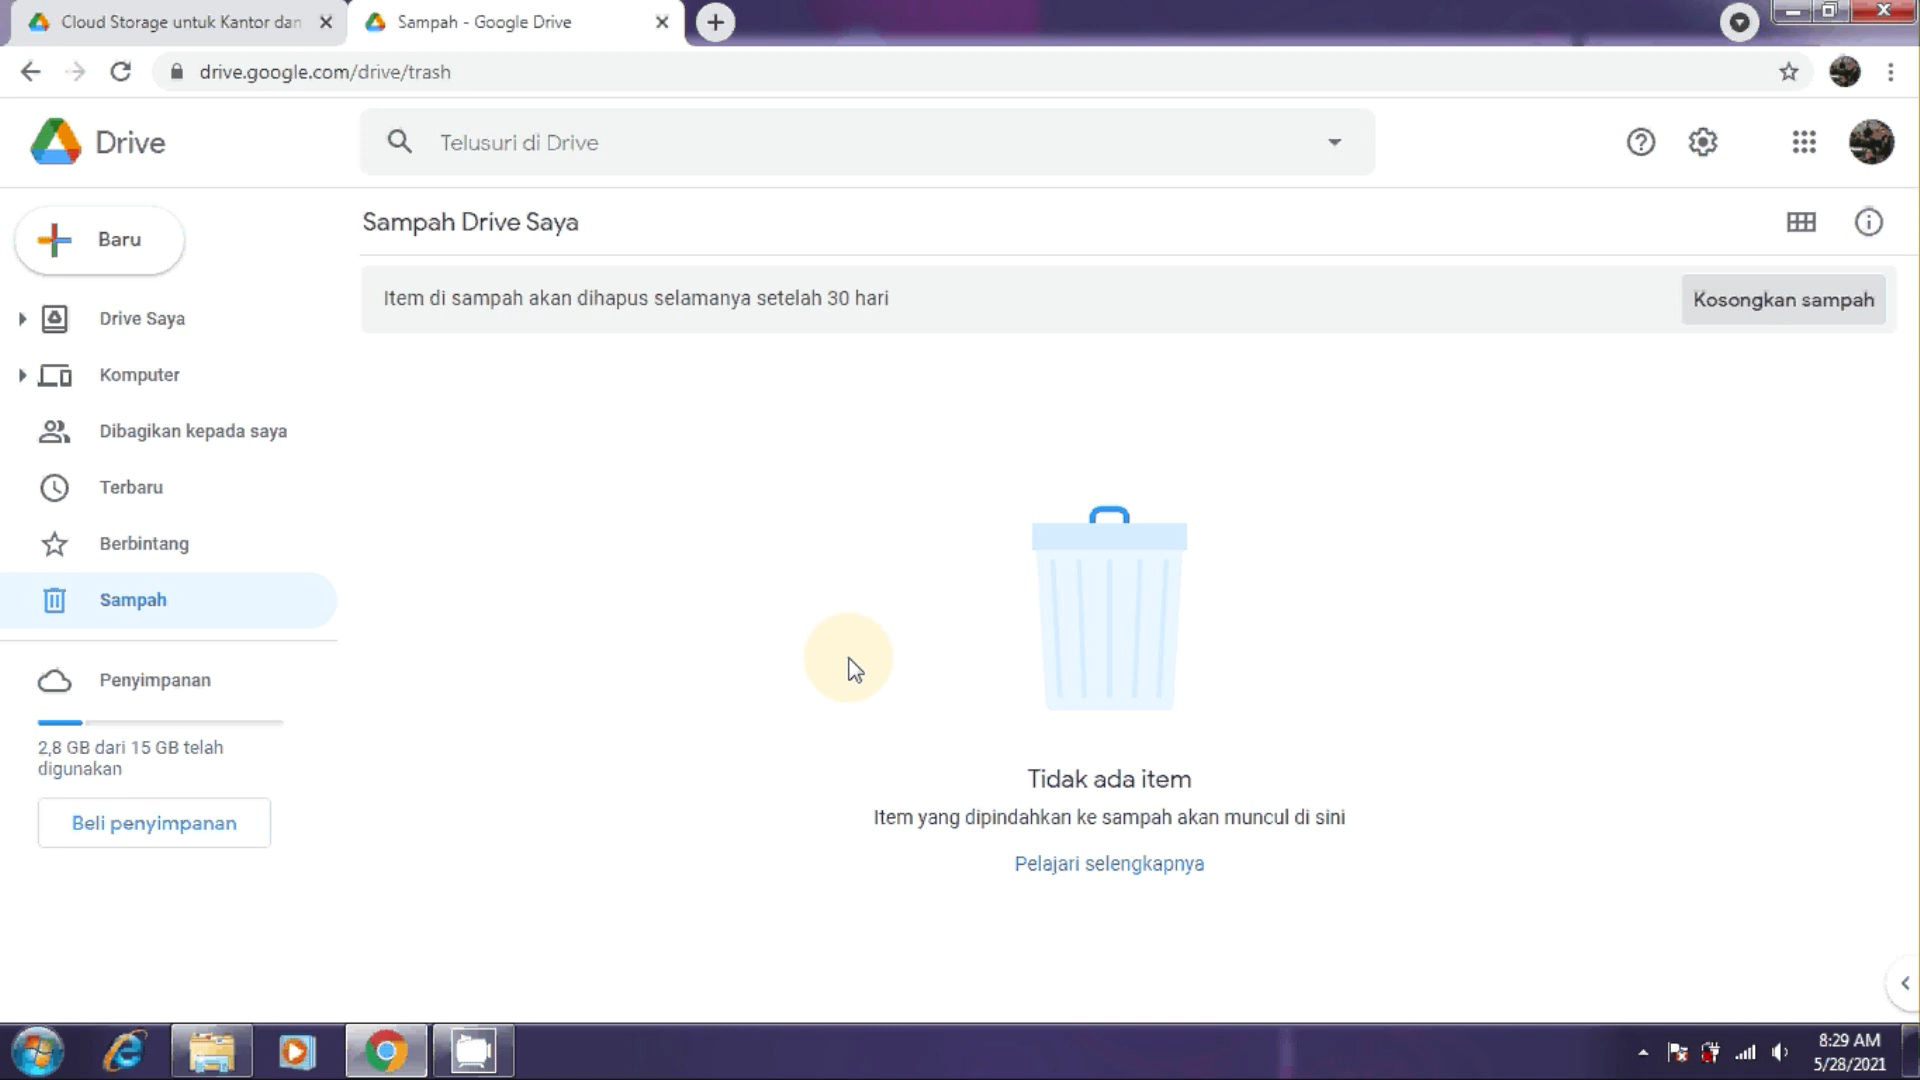 Cloud Storage untuk Kantor dan
Sampah - Google Drive
drive.google.com/drive/trash
Drive
Telusuri di Drive
Baru
Sampah Drive Saya
Item di sampah akan dihapus selamanya setelah 30 hari
Kosongkan sampah
Drive Saya
Komputer
Dibagikan kepada saya
Terbaru
Berbintang
Sampah
Penyimpanan
2,8 GB dari 15 GB telah
digunakan
Beli penyimpanan
Tidak ada item
Item yang dipindahkan ke sampah akan muncul di sini
Pelajari selengkapnya
8:29 AM
5/28/2021